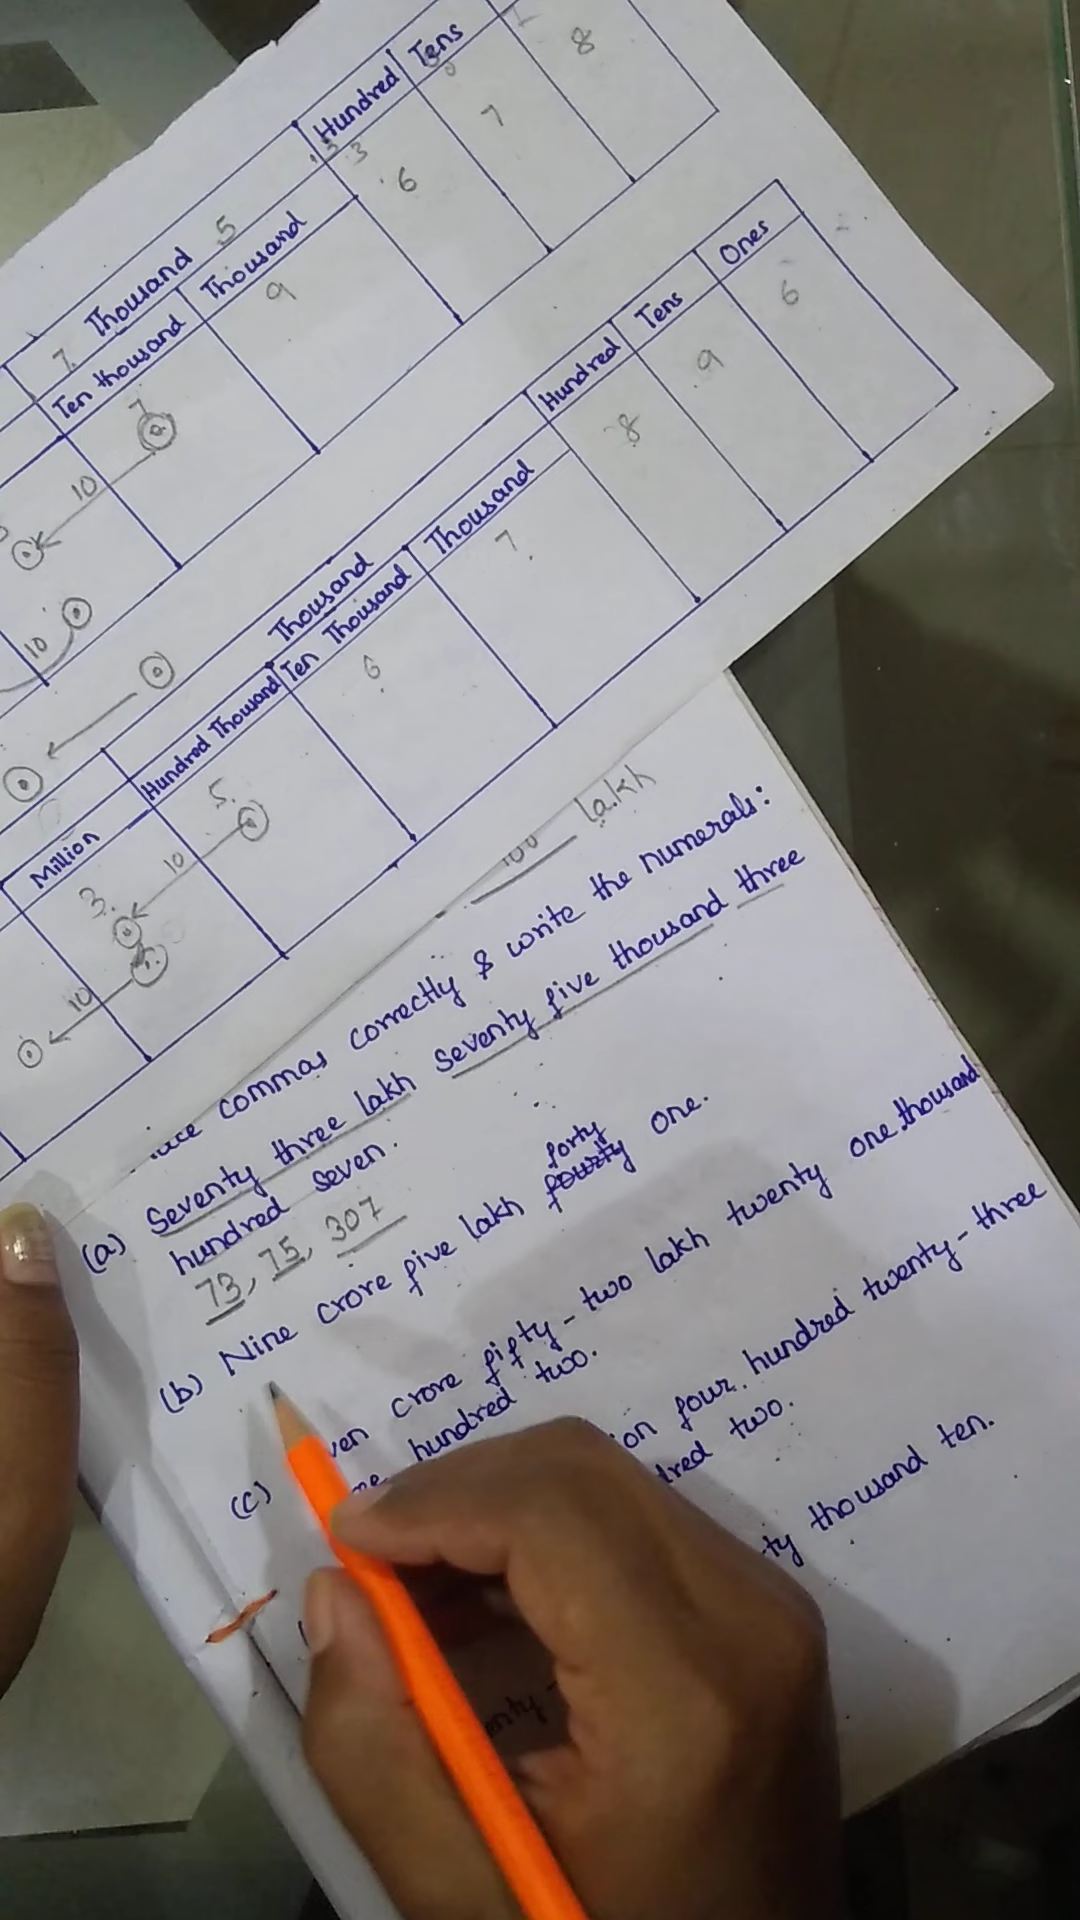 Hundred Tens
3
6 7 8
7. Thousand 5
Ten thousand Thousand
7 9
10
10
Thousand Hundred Tens Ones
Million Hundred Thousand Ten Thousand Thousand
3. 5. 6 7. 8 9 6
10
10
100 lakh
commas correctly & write the numerals:
(a) Seventy three lakh Seventy five thousand three
hundred seven.
73, 75, 307
forty
(b) Nine crore five lakh fourty one.
(c) crore fifty-two lakh twenty one thousand
hundred two.
four hundred twenty-three
two.
thousand ten.